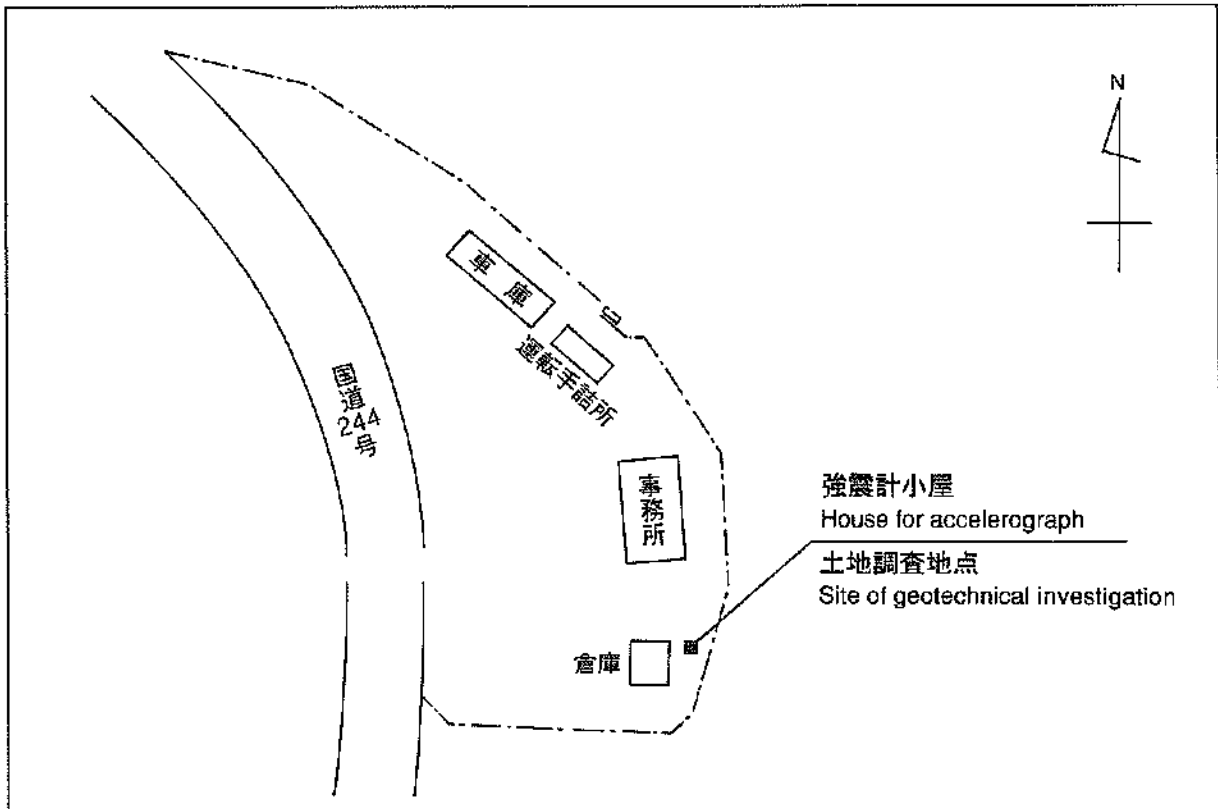 N
車庫
運転手詰所
国道
244
号
事務所
強震計小屋
House for accelerograph
土地調査地点
Site of geotechnical investigation
倉庫